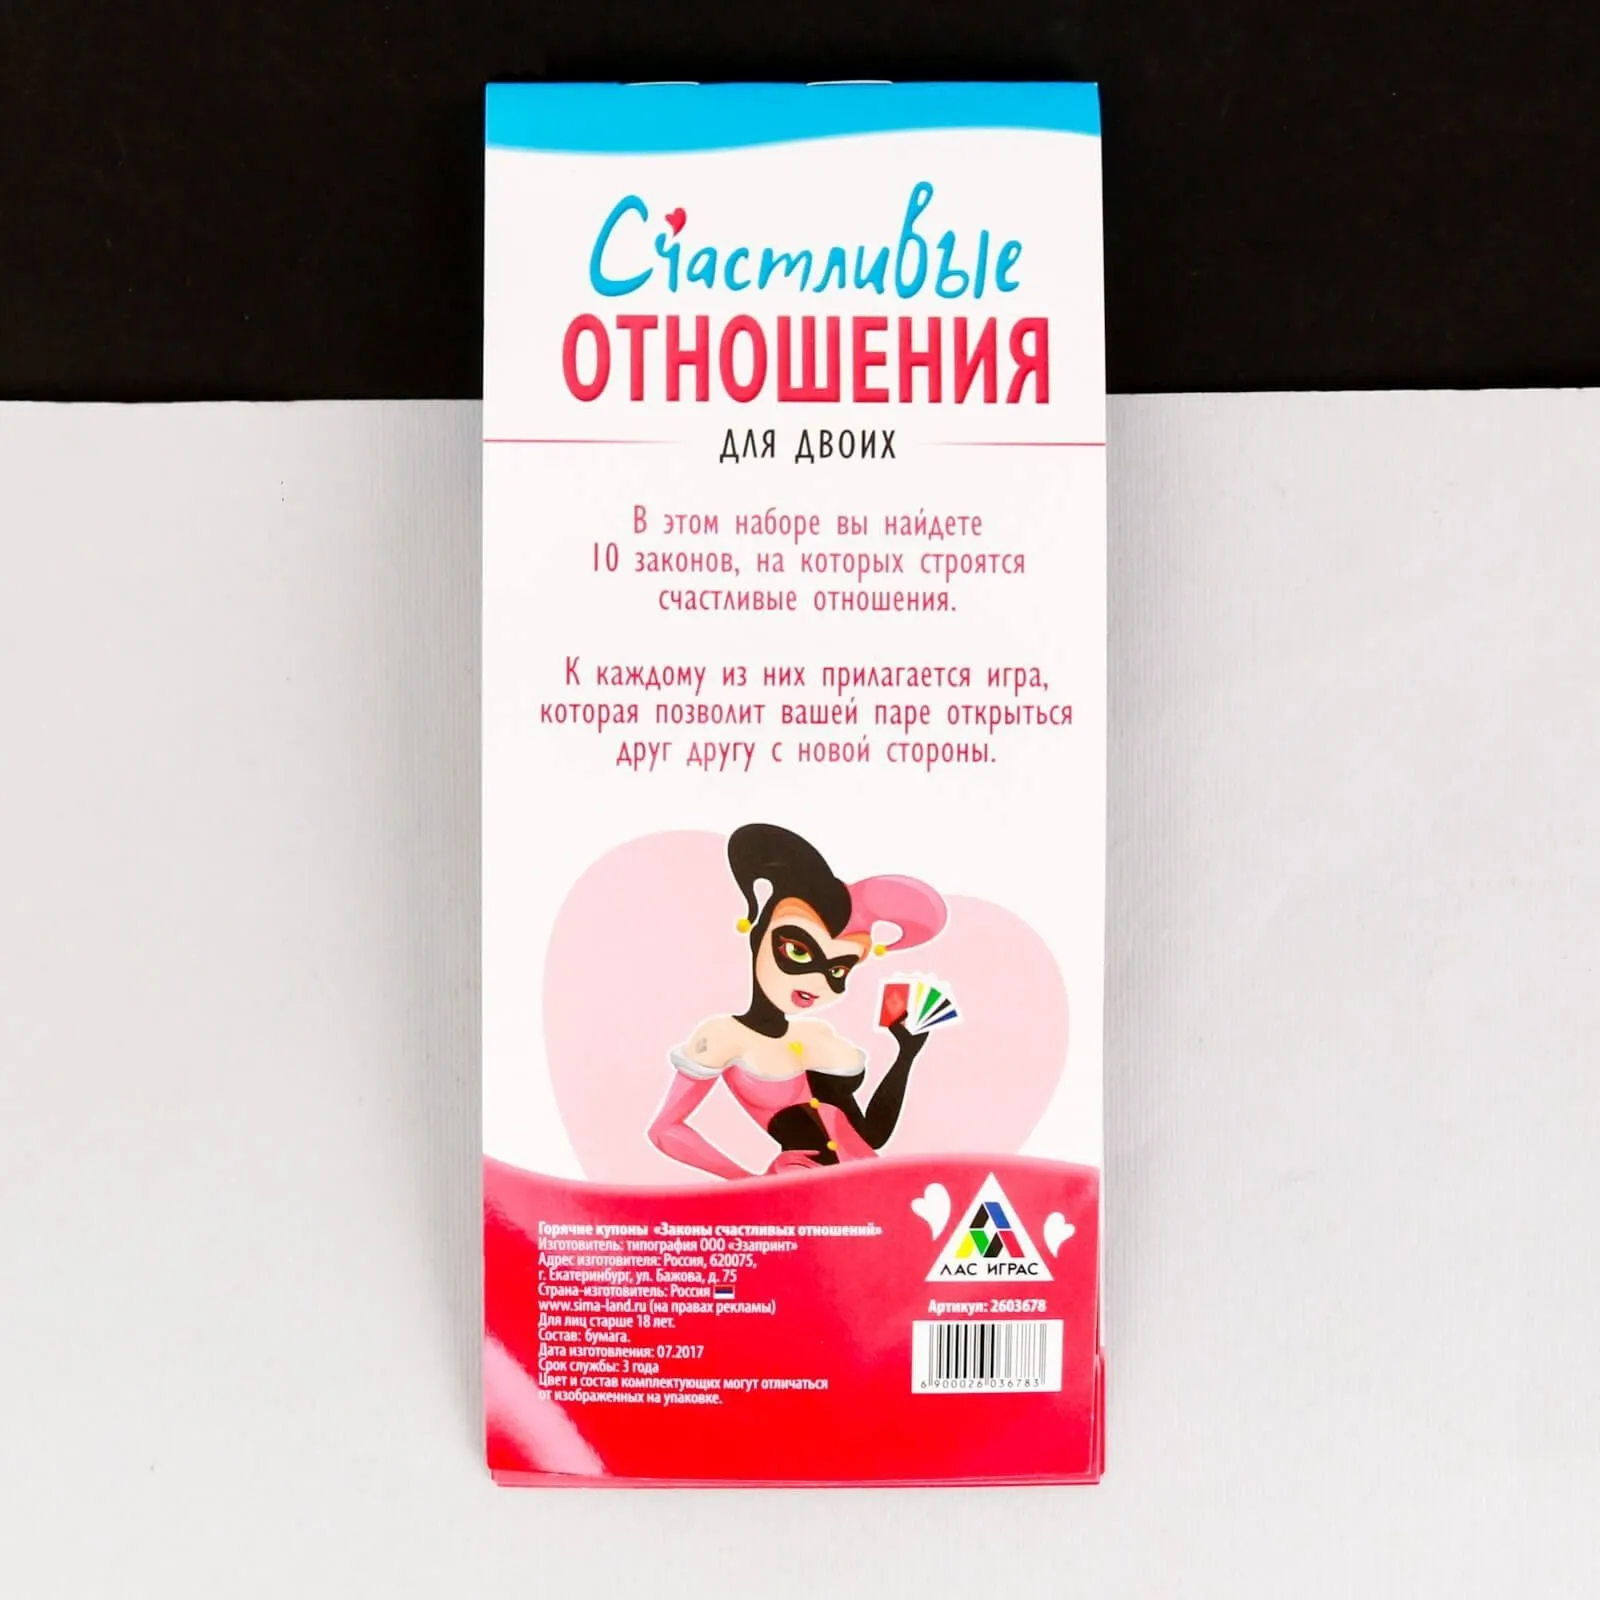 Счастливые
ОТНОШЕНИЯ
ДЛЯ ДВОИХ
В этом наборе вы найдете
10 законов, на которых строятся
счастливые отношения.
К каждому из них прилагается игра,
которая позволит вашей паре открыться
друг другу с новой стороны.
Горячие купоны «Законы счастливых отношений»
Изготовитель: типография ООО «Эзапринт»
Адрес изготовителя: Россия, 620075,
г. Екатеринбург, ул. Бажова, д. 75
Страна-изготовитель: Россия
www.sima-land.ru (на правах рекламы)
Для лиц старше 18 лет.
Состав: бумага.
Дата изготовления: 07.2017
Срок службы: 3 года
Цвет и состав комплектующих могут отличаться
от изображенных на упаковке.
ЛАС ИГРАС
Артикул: 2603678
6 900026 036783